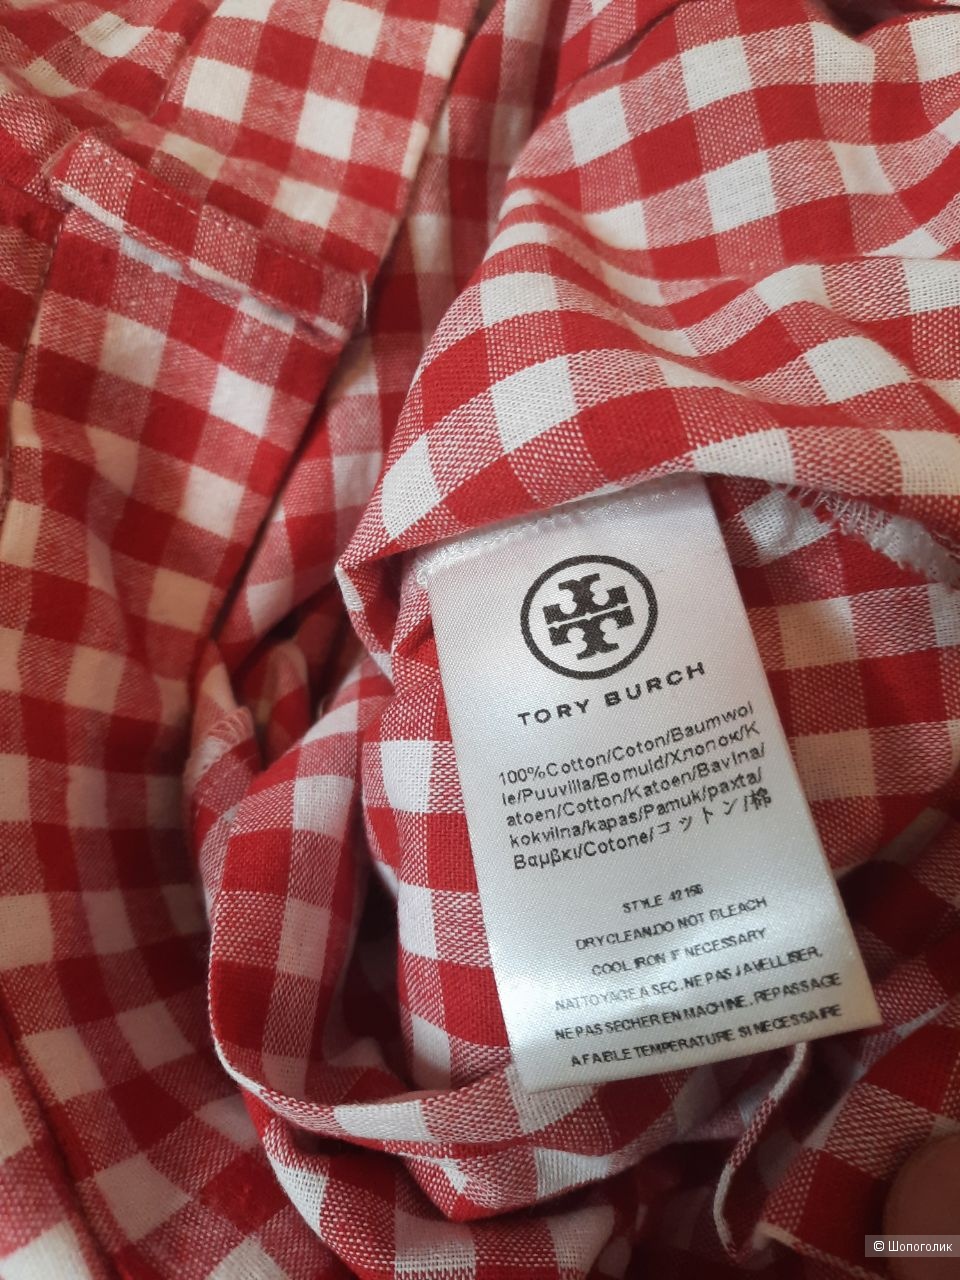 TORY BURCH
100%Cotton/Coton/Baumwol
le/Puuvilla/Bomuld/Хлопок/K
atoen/Cotton/Katoen/Bavlna/
kokvilna/kapas/Pamuk/paxta/
Βαμβκι/Cotone/コットン/棉
STYLE 42156
DRYCLEAN.DO NOT BLEACH
COOL IRON IF NECESSARY
NATTOYAGE A SEC. NE PAS JAVELLISER,
NE PAS SECHER EN MACHINE. REPASSAGE
A FAIBLE TEMPERATURE SI NECESSAIRE
© Шопоголик